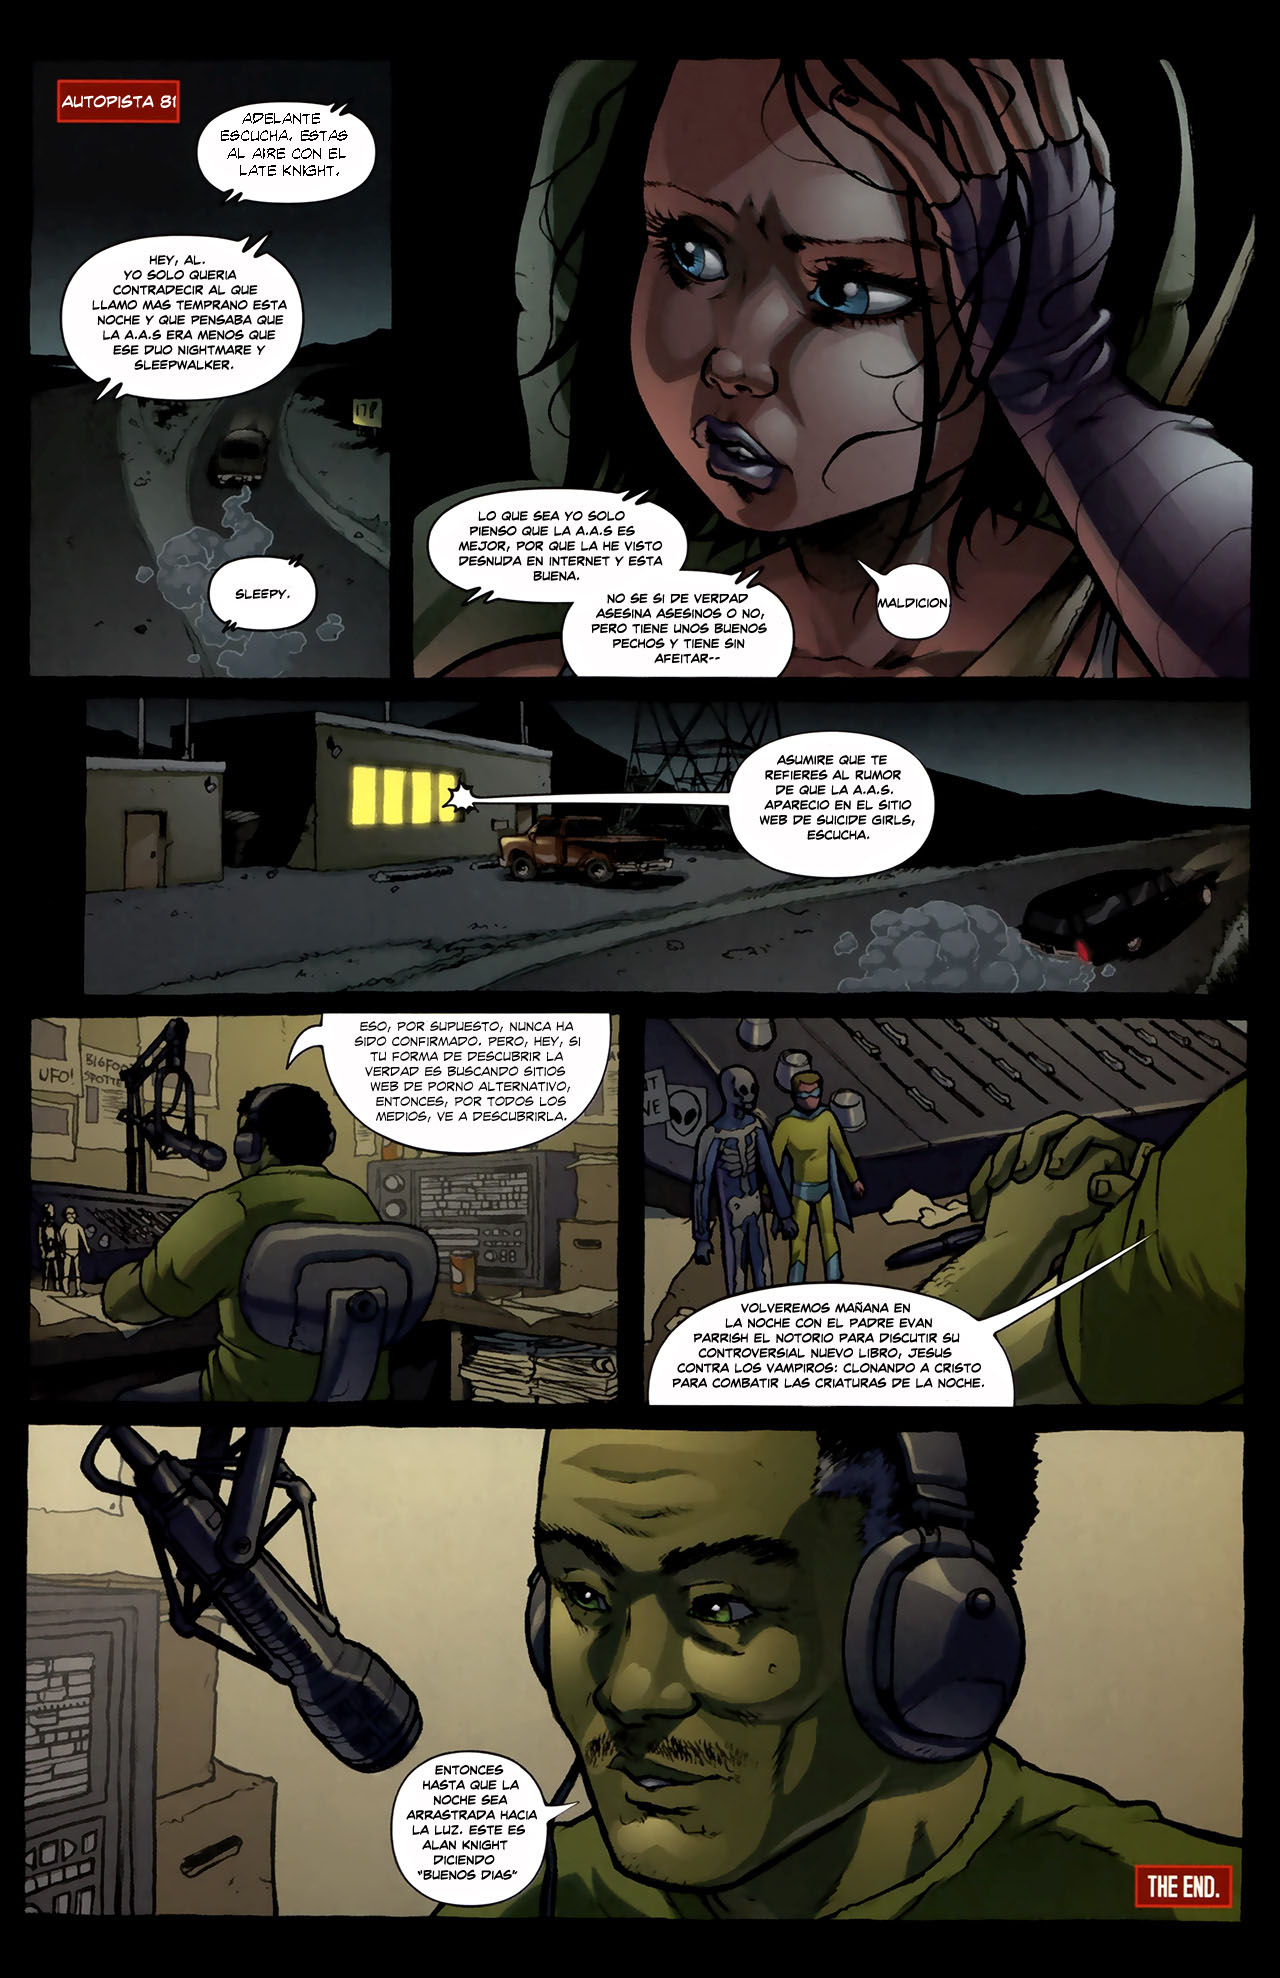 AUTOPISTA 81
ADELANTE
ESCUCHA. ESTAS
AL AIRE CON EL
LATE KNIGHT.
HEY, AL.
YO SOLO QUERIA
CONTRADECIR AL QUE
LLAMO MAS TEMPRANO ESTA
NOCHE Y QUE PENSABA QUE
LA A.A.S ERA MENOS QUE
ESE DUO NIGHTMARE Y
SLEEPWALKER.
178
SLEEPY.
LO QUE SEA YO SOLO
PIENSO QUE LA A.A.S ES
MEJOR, POR QUE LA HE VISTO
DESNUDA EN INTERNET Y ESTA
BUENA.
NO SE SI DE VERDAD
ASESINA ASESINOS O NO,
PERO TIENE UNOS BUENOS
PECHOS Y TIENE SIN
AFEITAR--
MALDICION.
ASUMIRE QUE TE
REFIERES AL RUMOR
DE QUE LA A.A.S.
APARECIO EN EL SITIO
WEB DE SUICIDE GIRLS,
ESCUCHA.
ESO, POR SUPUESTO, NUNCA HA
SIDO CONFIRMADO. PERO, HEY, SI
TU FORMA DE DESCUBRIR LA
VERDAD ES BUSCANDO SITIOS
WEB DE PORNO ALTERNATIVO,
ENTONCES, POR TODOS LOS
MEDIOS, VE A DESCUBRIRLA.
UFO!
BIGFOOT
SPOTTE
VOLVEREMOS MAÑANA EN
LA NOCHE CON EL PADRE EVAN
PARRISH EL NOTORIO PARA DISCUTIR SU
CONTROVERSIAL NUEVO LIBRO, JESUS
CONTRA LOS VAMPIROS: CLONANDO A CRISTO
PARA COMBATIR LAS CRIATURAS DE LA NOCHE.
ENTONCES
HASTA QUE LA
NOCHE SEA
ARRASTRADA HACIA
LA LUZ. ESTE ES
ALAN KNIGHT
DICIENDO
"BUENOS DIAS"
THE END.